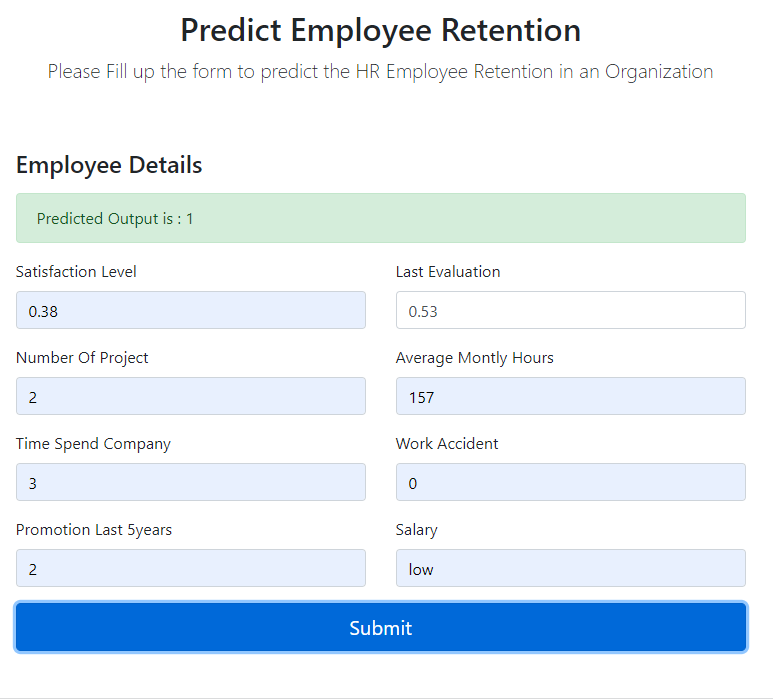 Predict Employee Retention
Please Fill up the form to predict the HR Employee Retention in an Organization
Employee Details
Predicted Output is : 1
Satisfaction Level
Last Evaluation
0.38
0.53
Number Of Project
Average Montly Hours
2
157
Time Spend Company
Work Accident
3
0
Promotion Last 5years
Salary
2
low
Submit